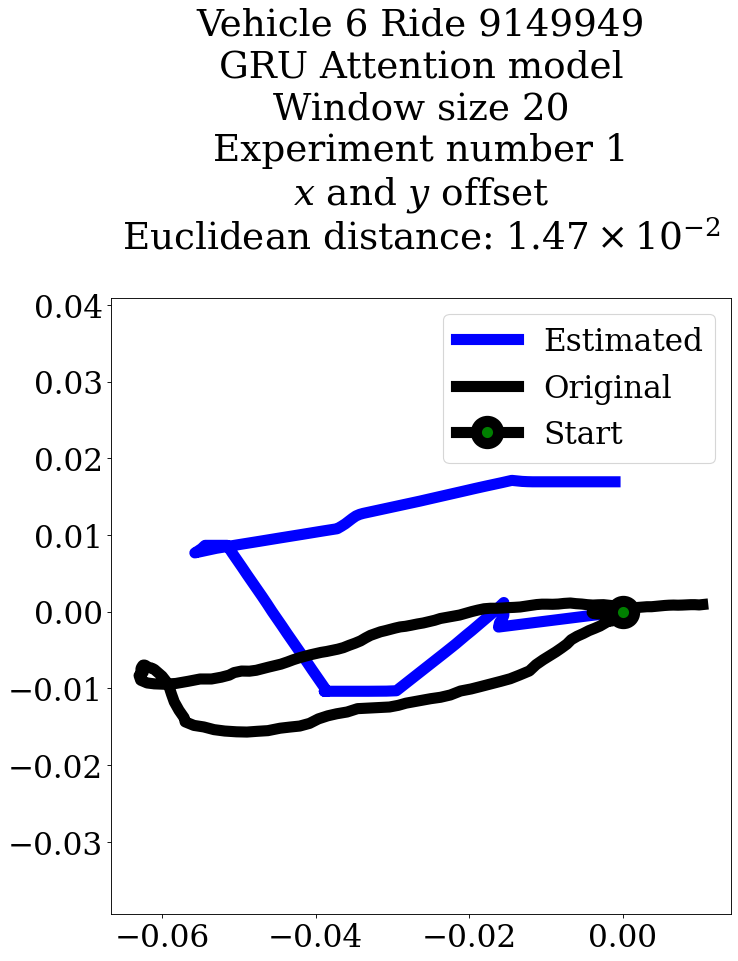 Vehicle 6 Ride 9149949
GRU Attention model
Window size 20
Experiment number 1
x and y offset
Euclidean distance: 1.47 × 10⁻²
0.04
0.03
0.02
0.01
0.00
−0.01
−0.02
−0.03
Estimated
Original
Start
−0.06 −0.04 −0.02 0.00